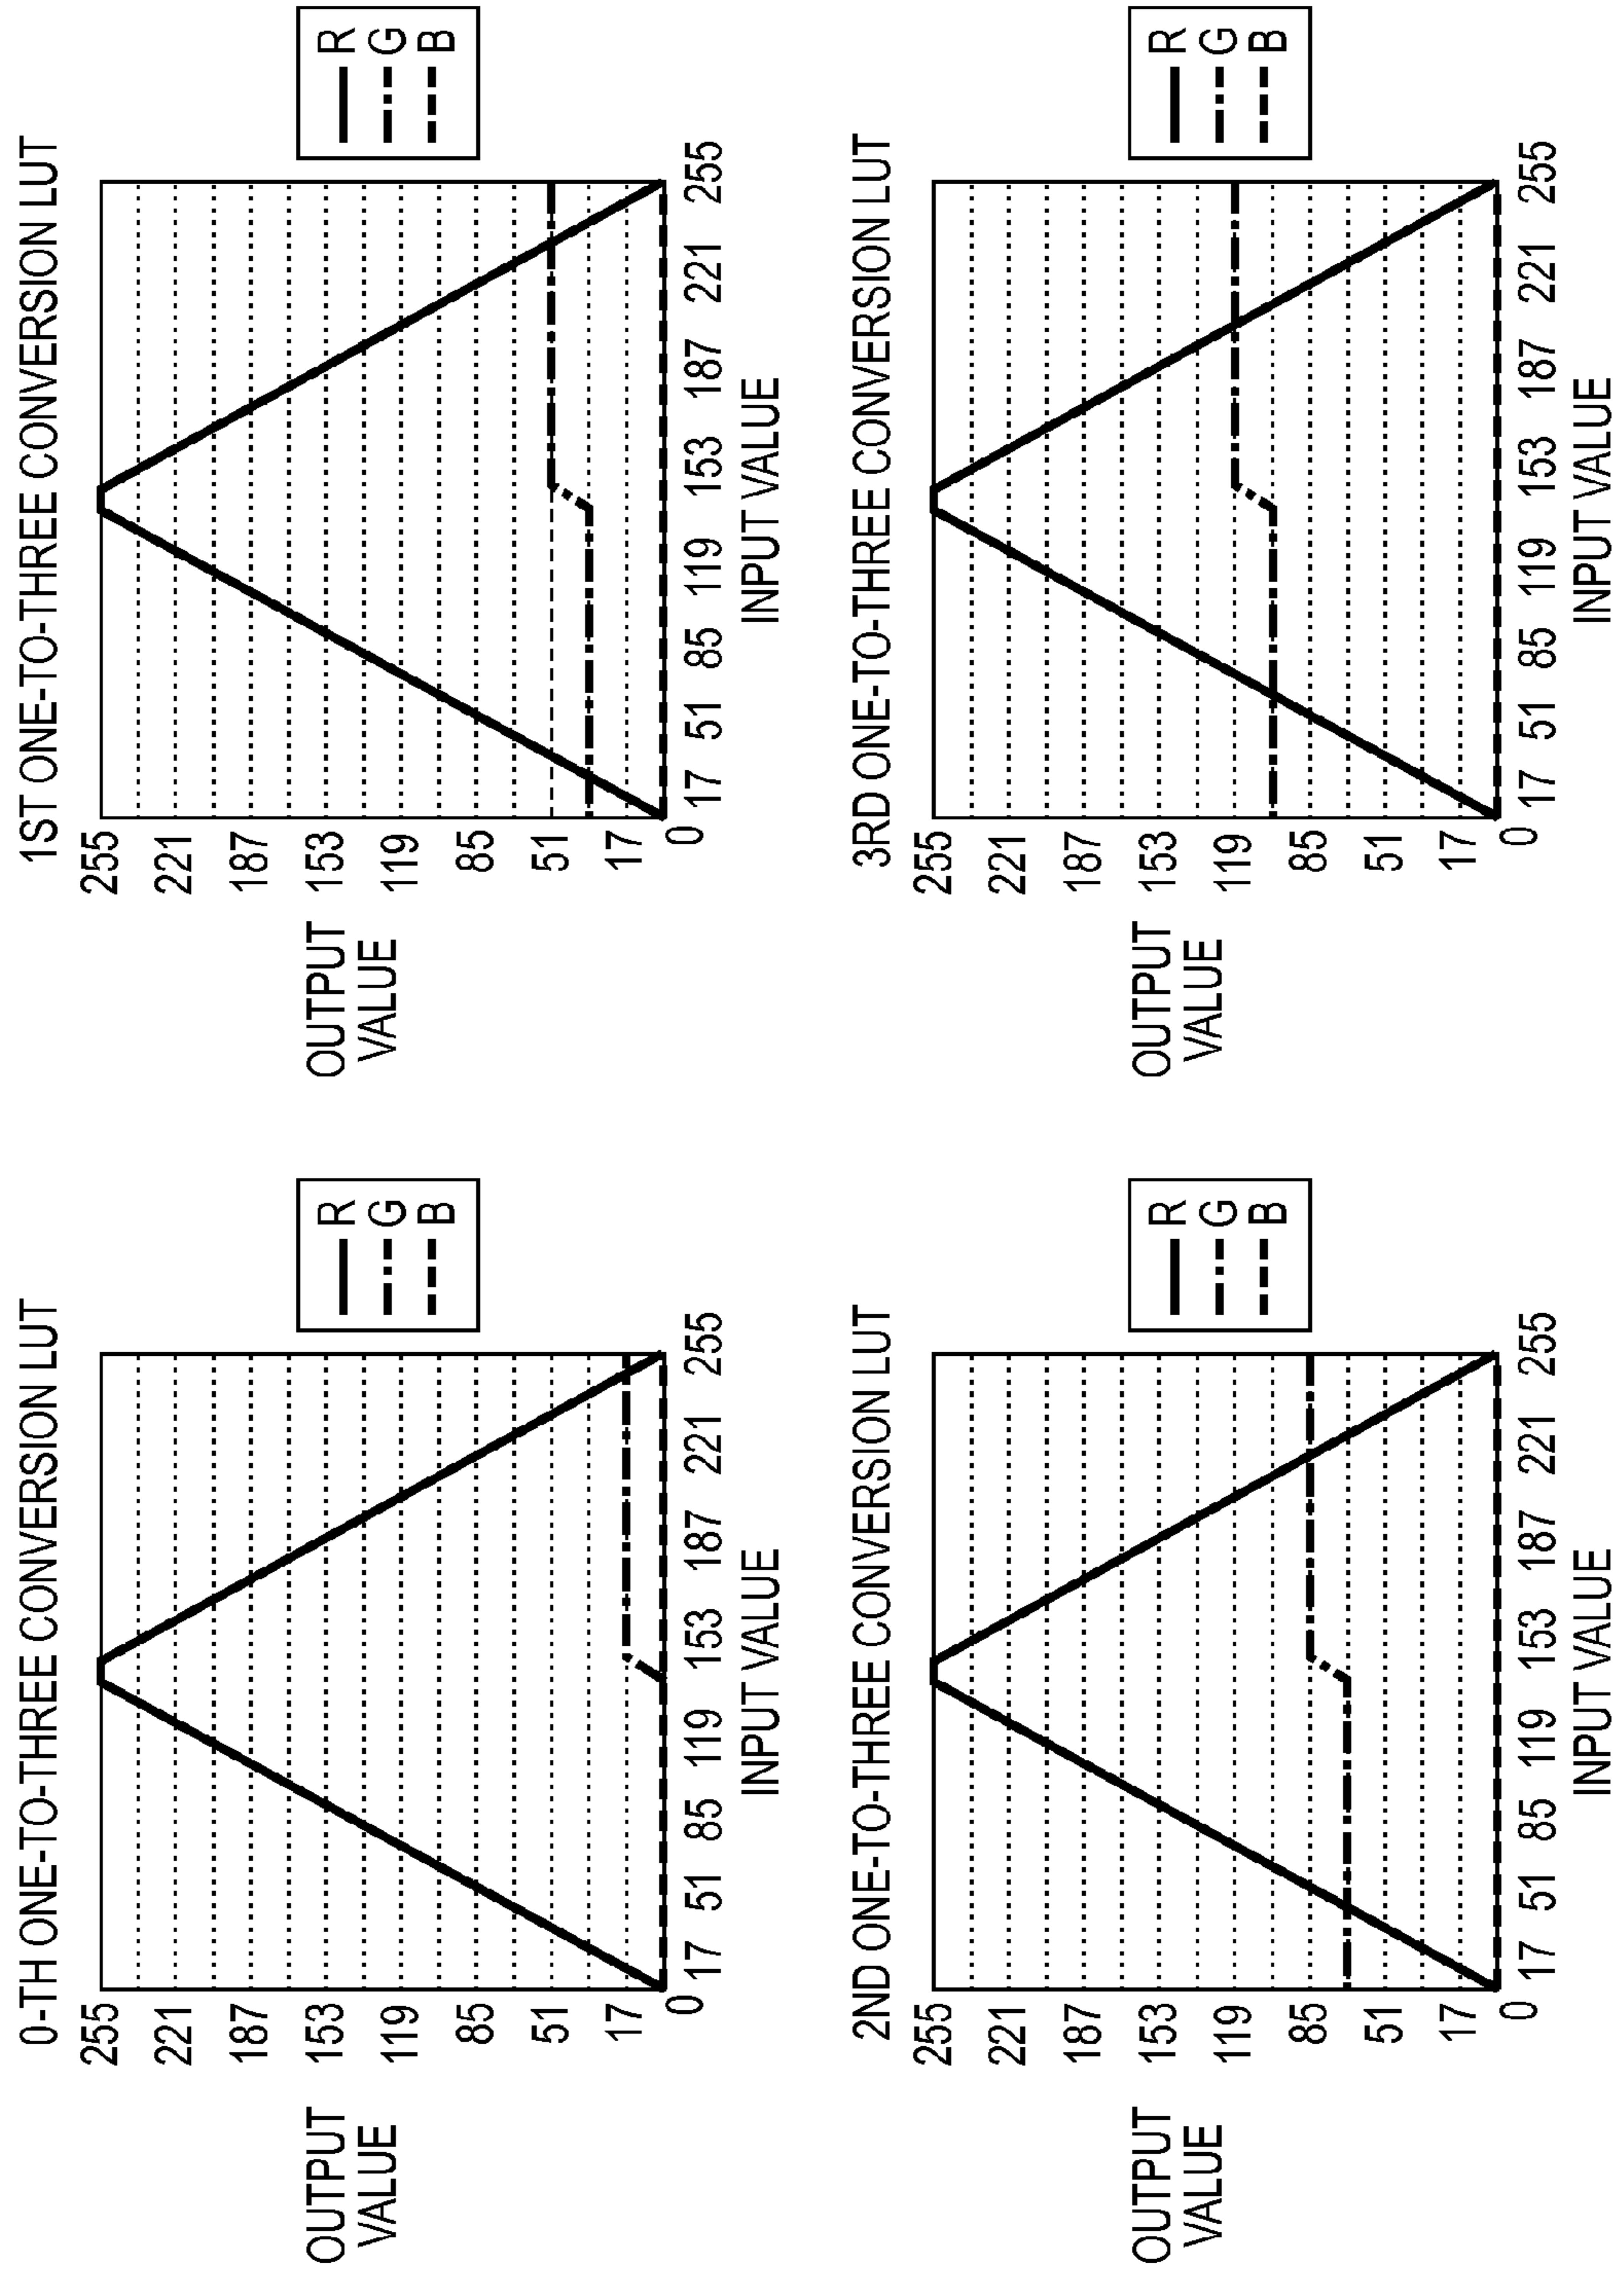 0-TH ONE-TO-THREE CONVERSION LUT
OUTPUT
VALUE
255
221
187
153
119
85
51
17
0
17 51 85 119 153 187 221 255
INPUT VALUE
R
G
B
1ST ONE-TO-THREE CONVERSION LUT
OUTPUT
VALUE
255
221
187
153
119
85
51
17
0
17 51 85 119 153 187 221 255
INPUT VALUE
R
G
B
2ND ONE-TO-THREE CONVERSION LUT
OUTPUT
VALUE
255
221
187
153
119
85
51
17
0
17 51 85 119 153 187 221 255
INPUT VALUE
R
G
B
3RD ONE-TO-THREE CONVERSION LUT
OUTPUT
VALUE
255
221
187
153
119
85
51
17
0
17 51 85 119 153 187 221 255
INPUT VALUE
R
G
B